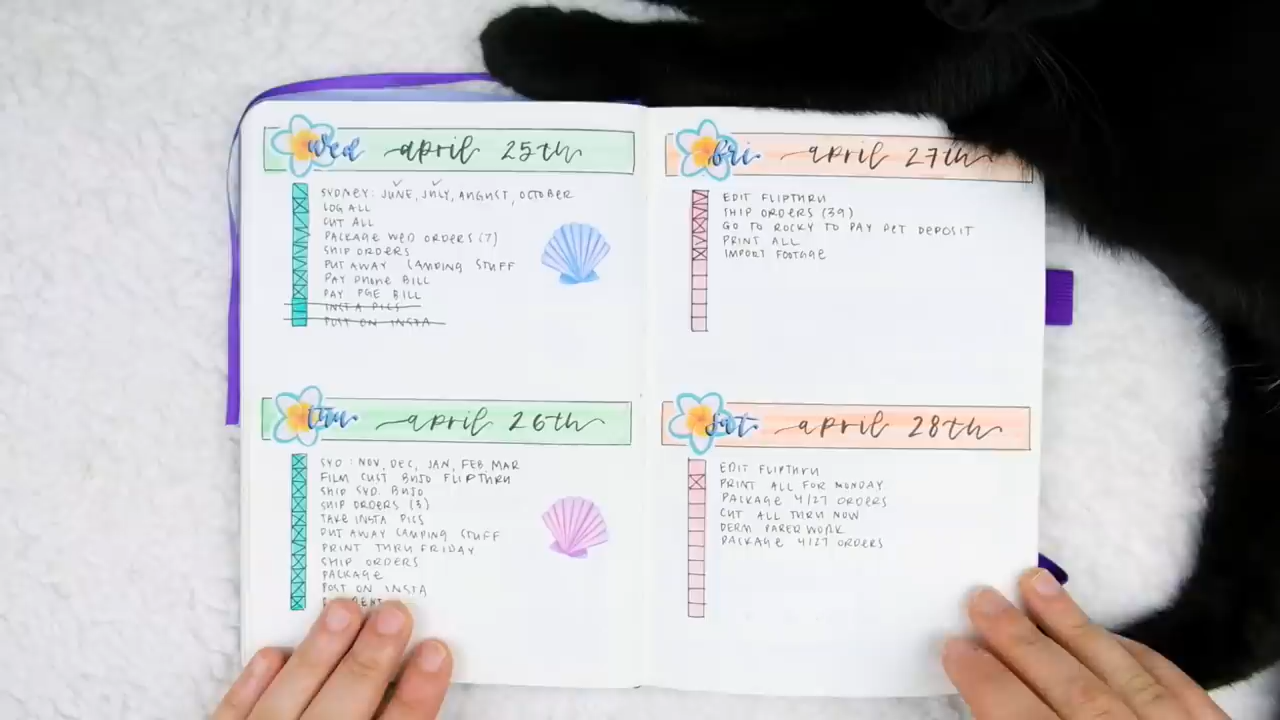 wed april 25th
SYDNEY: JUNE, JULY, AUGUST, OCTOBER
LOG ALL
CUT ALL
PACKAGE WED ORDERS (7)
SHIP ORDERS
PUT AWAY CAMPING STUFF
PAY PHONE BILL
PAY PGE BILL
INSTA PICS
POST ON INSTA
thu april 26th
SYD: NOV, DEC, JAN, FEB MAR
FILM CUST BUJO FLIPTHRU
SHIP SYD. BUJO
SHIP ORDERS (5)
TAKE INSTA PICS
PUT AWAY CAMPING STUFF
PRINT THRU FRIDAY
SHIP ORDERS
PACKAGE
POST ON INSTA
fri april 27th
EDIT FLIPTHRU
SHIP ORDERS (39)
GO TO ROCKY TO PAY PET DEPOSIT
PRINT ALL
IMPORT FOOTAGE
sat april 28th
EDIT FLIPTHRU
PRINT ALL FOR MONDAY
PACKAGE 4/27 ORDERS
CUT ALL THRU NOW
DERM PAPER WORK
PACKAGE 4/27 ORDERS